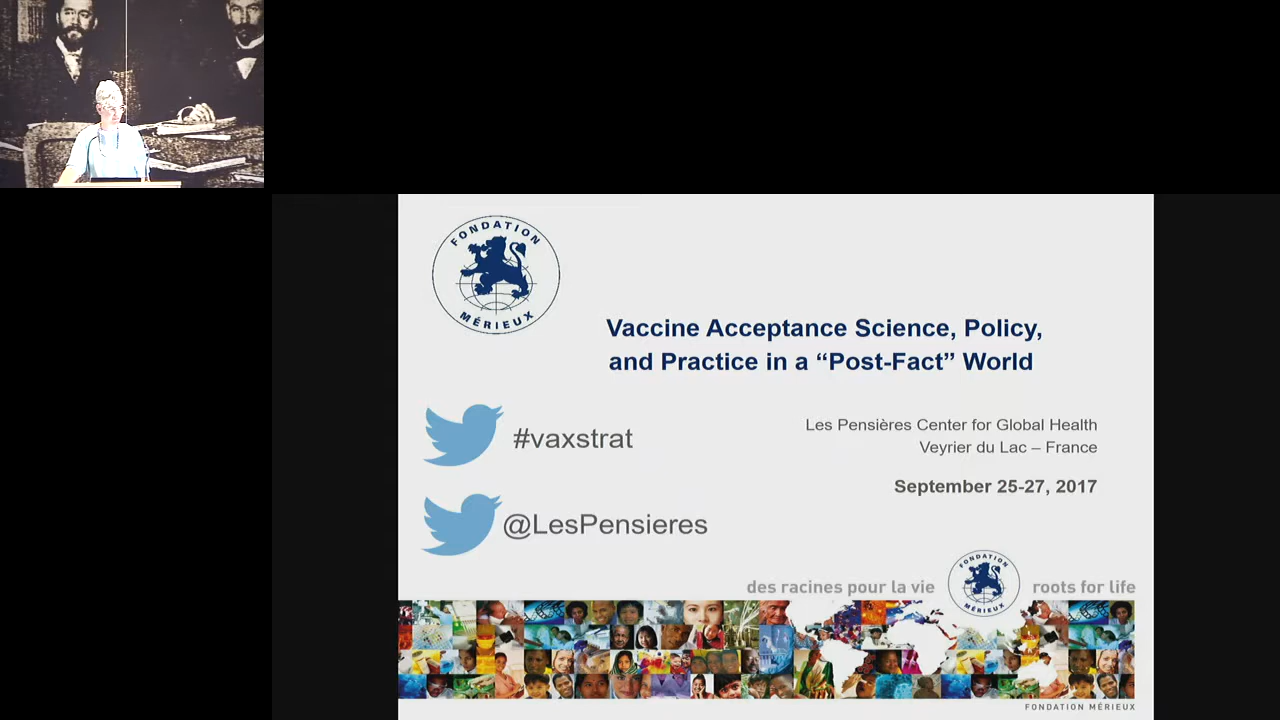 FONDATION
MÉRIEUX
Vaccine Acceptance Science, Policy,
and Practice in a “Post-Fact” World
#vaxstrat
Les Pensières Center for Global Health
Veyrier du Lac – France
September 25-27, 2017
@LesPensieres
des racines pour la vie
FONDATION
MÉRIEUX
roots for life
FONDATION MÉRIEUX